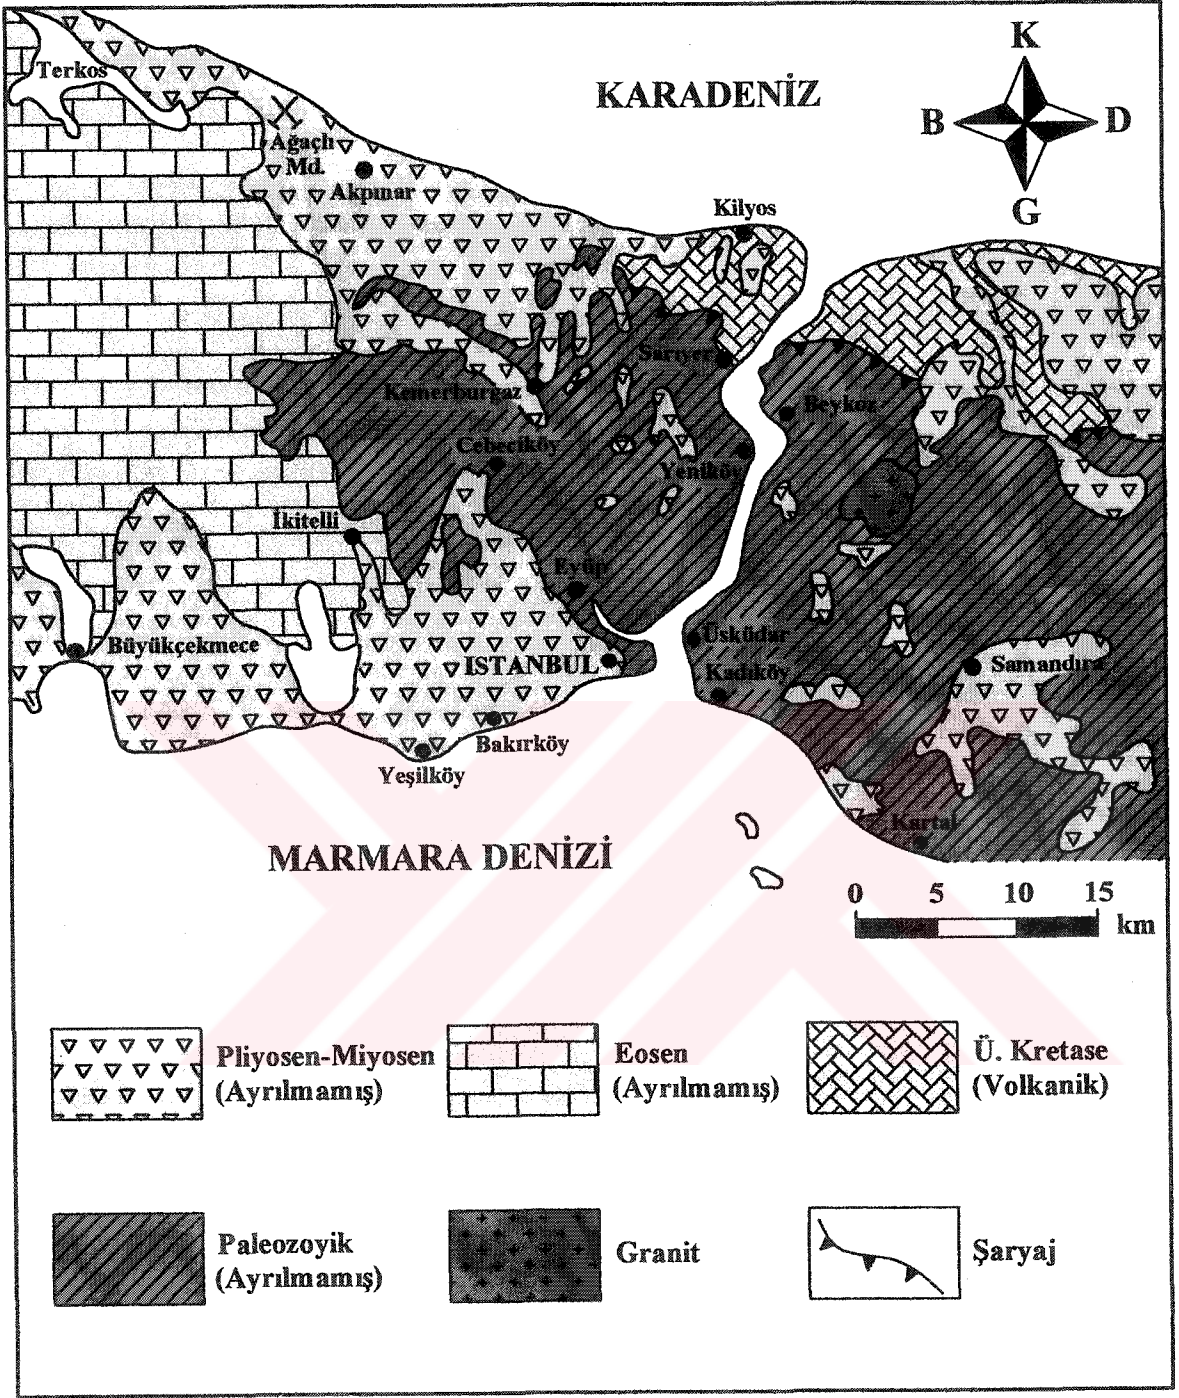 K
KARADENİZ
B
D
G
Terkos
Ağaçlı
Md.
Akpınar
Kilyos
Sarıyer
Kemerburgaz
Beykoz
Cebeciköy
Yeniköy
İkitelli
Eyüp
Büyükçekmece
Üsküdar
ISTANBUL
Samandıra
Kadıköy
Bakırköy
Yeşilköy
Kartal
MARMARA DENİZİ
0 5 10 15
km
Pliyosen-Miyosen
(Ayrılmamış)
Eosen
(Ayrılmamış)
Ü. Kretase
(Volkanik)
Paleozoyik
(Ayrılmamış)
Granit
Şaryaj